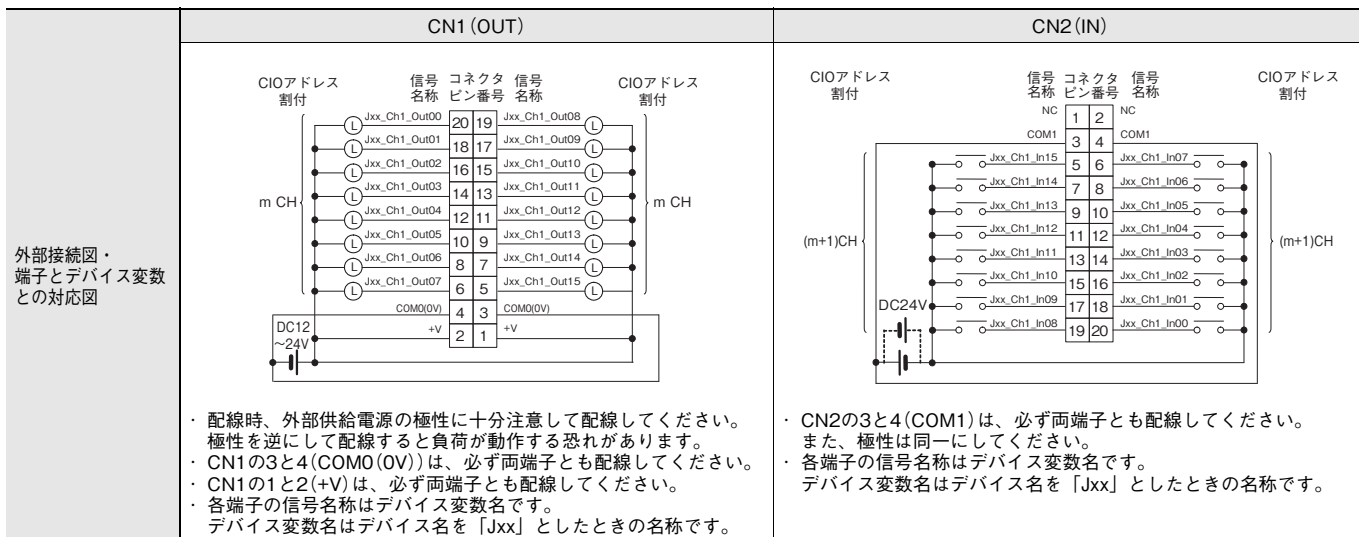 CN1(OUT)
CN2(IN)
外部接続図・
端子とデバイス変数
との対応図
CIOアドレス
割付
信号
名称
コネクタ
ピン番号
信号
名称
CIOアドレス
割付
Jxx_Ch1_Out00 20 19 Jxx_Ch1_Out08
L L
Jxx_Ch1_Out01 18 17 Jxx_Ch1_Out09
L L
Jxx_Ch1_Out02 16 15 Jxx_Ch1_Out10
L L
Jxx_Ch1_Out03 14 13 Jxx_Ch1_Out11
L L
m CH
m CH
Jxx_Ch1_Out04 12 11 Jxx_Ch1_Out12
L L
Jxx_Ch1_Out05 10 9 Jxx_Ch1_Out13
L L
Jxx_Ch1_Out06 8 7 Jxx_Ch1_Out14
L L
Jxx_Ch1_Out07 6 5 Jxx_Ch1_Out15
L L
COM0(0V) 4 3 COM0(0V)
+V 2 1 +V
DC12
～24V
・ 配線時、外部供給電源の極性に十分注意して配線してください。
極性を逆にして配線すると負荷が動作する恐れがあります。
・ CN1の3と4(COM0(0V))は、必ず両端子とも配線してください。
・ CN1の1と2(+V)は、必ず両端子とも配線してください。
・ 各端子の信号名称はデバイス変数名です。
デバイス変数名はデバイス名を「Jxx」としたときの名称です。
CIOアドレス
割付
信号
名称
コネクタ
ピン番号
信号
名称
CIOアドレス
割付
NC 1 2 NC
COM1 3 4 COM1
Jxx_Ch1_In15 5 6 Jxx_Ch1_In07
Jxx_Ch1_In14 7 8 Jxx_Ch1_In06
Jxx_Ch1_In13 9 10 Jxx_Ch1_In05
Jxx_Ch1_In12 11 12 Jxx_Ch1_In04
(m+1)CH
(m+1)CH
Jxx_Ch1_In11 13 14 Jxx_Ch1_In03
Jxx_Ch1_In10 15 16 Jxx_Ch1_In02
DC24V
Jxx_Ch1_In09 17 18 Jxx_Ch1_In01
Jxx_Ch1_In08 19 20 Jxx_Ch1_In00
・ CN2の3と4(COM1)は、必ず両端子とも配線してください。
また、極性は同一にしてください。
・ 各端子の信号名称はデバイス変数名です。
デバイス変数名はデバイス名を「Jxx」としたときの名称です。